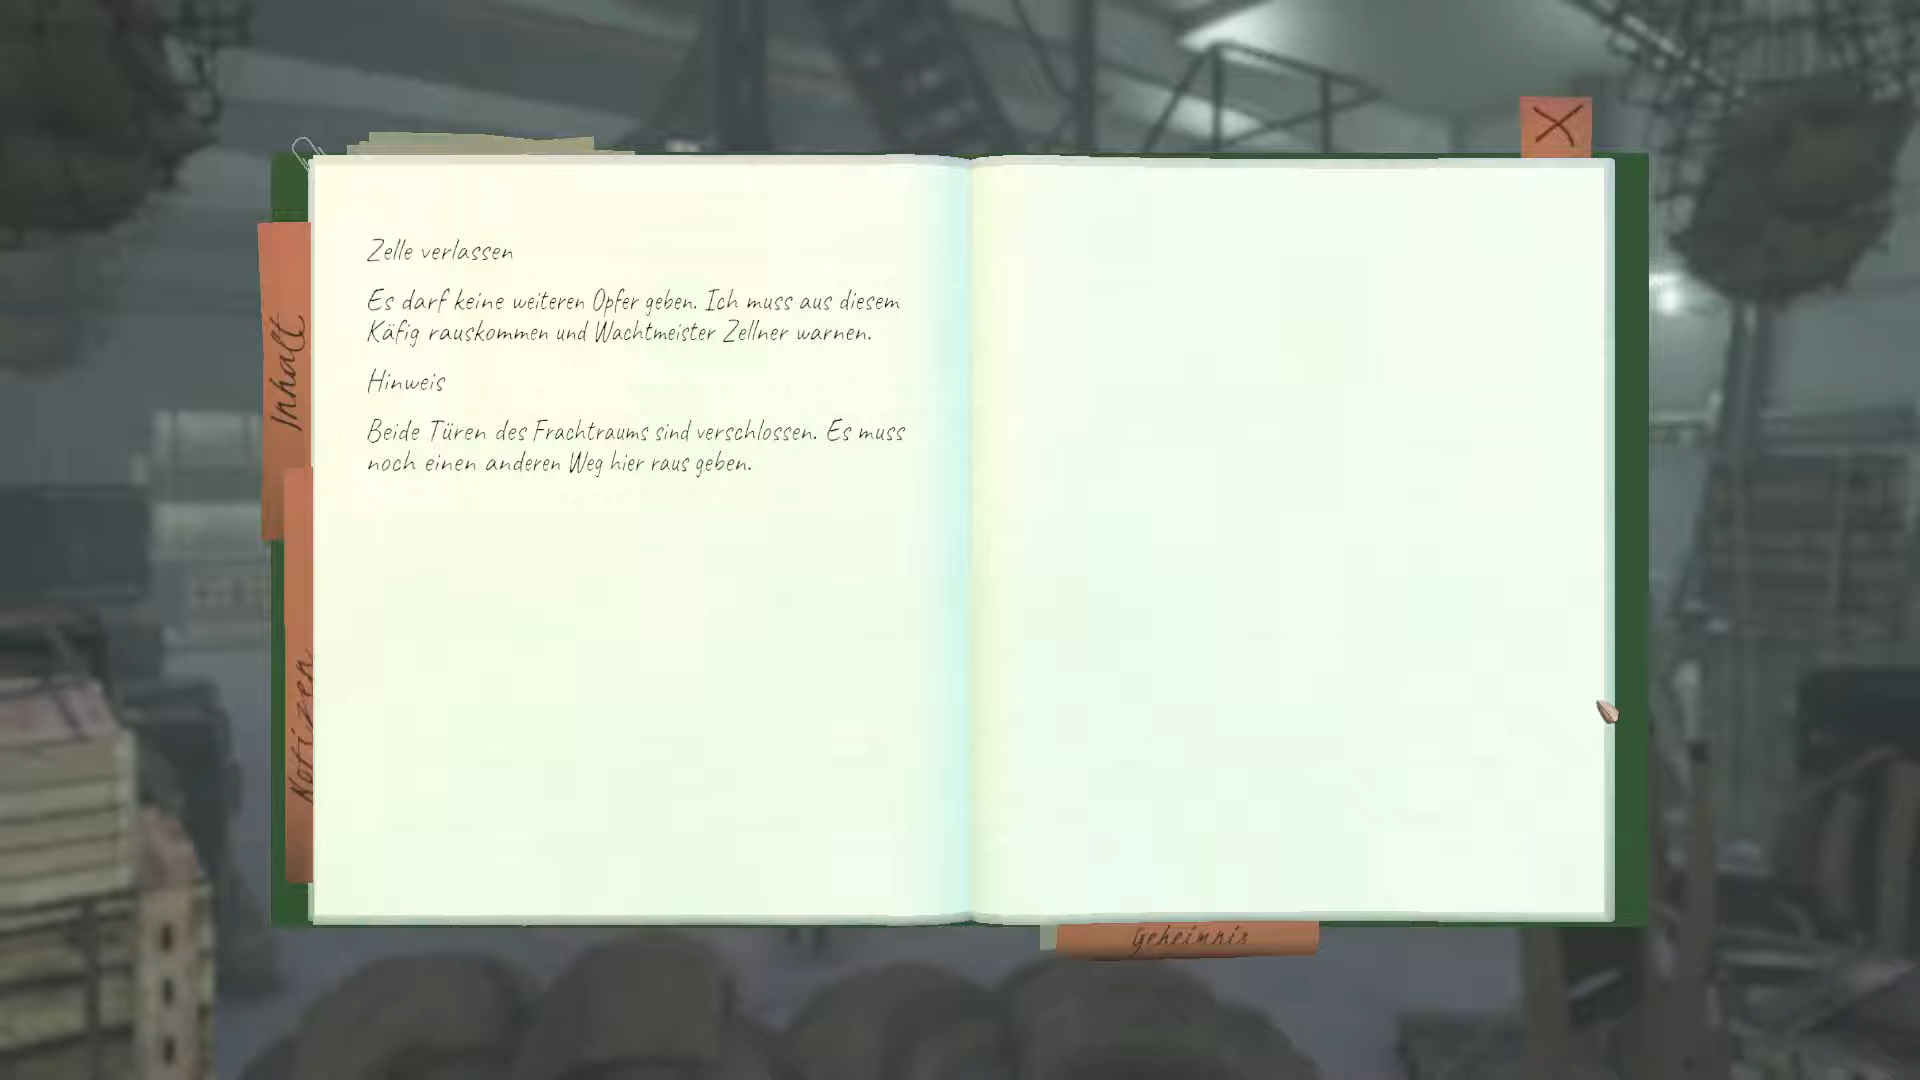 Zelle verlassen
Es darf keine weiteren Opfer geben. Ich muss aus diesem
Käfig rauskommen und Wachtmeister Zellner warnen.
Hinweis
Beide Türen des Frachtraums sind verschlossen. Es muss
noch einen anderen Weg hier raus geben.
Inhalt
Notizen
Geheimnis